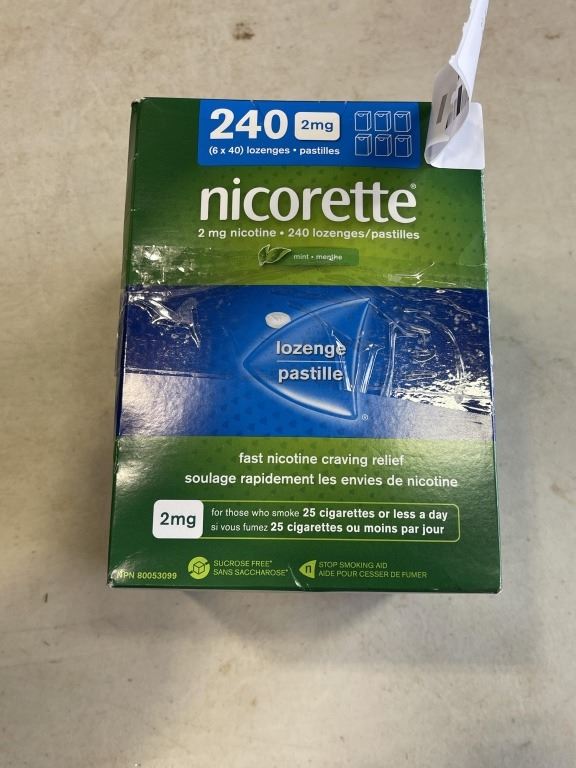 240 2mg
(6 x 40) lozenges • pastilles
nicorette®
2 mg nicotine • 240 lozenges/pastilles
mint • menthe
lozenge
pastille
®
fast nicotine craving relief
soulage rapidement les envies de nicotine
2mg
for those who smoke 25 cigarettes or less a day
si vous fumez 25 cigarettes ou moins par jour
NPN 80053099
SUCROSE FREE*
SANS SACCHAROSE*
n
STOP SMOKING AID
AIDE POUR CESSER DE FUMER